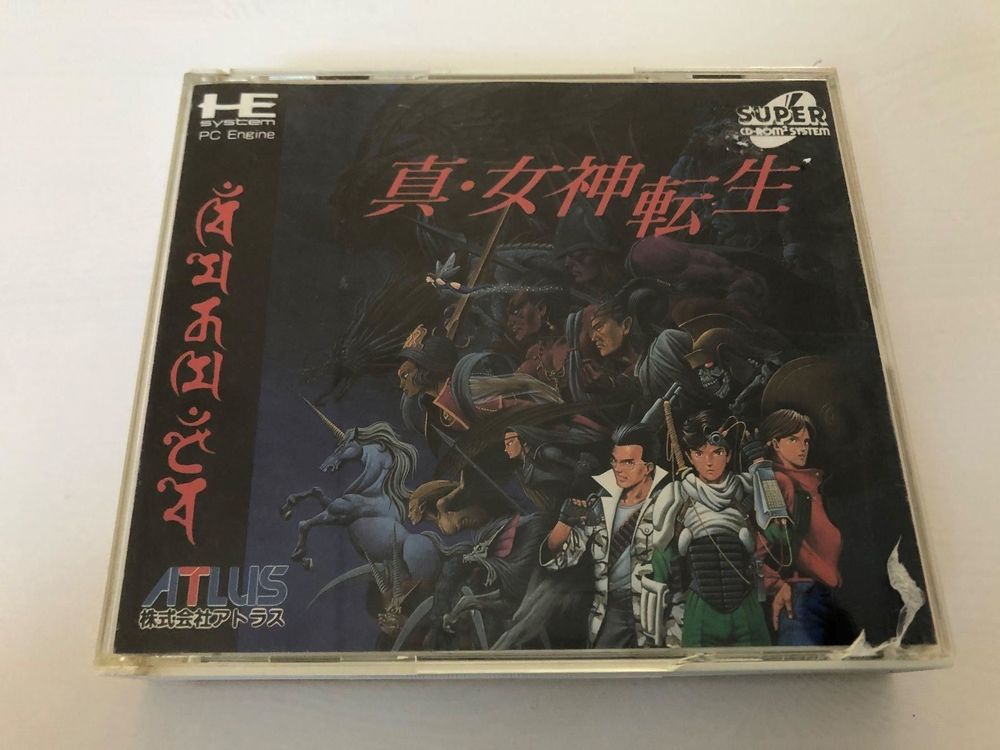 HE
system
PC Engine
SUPER
CD-ROM² SYSTEM
真・女神転生
ATLUS
株式会社アトラス